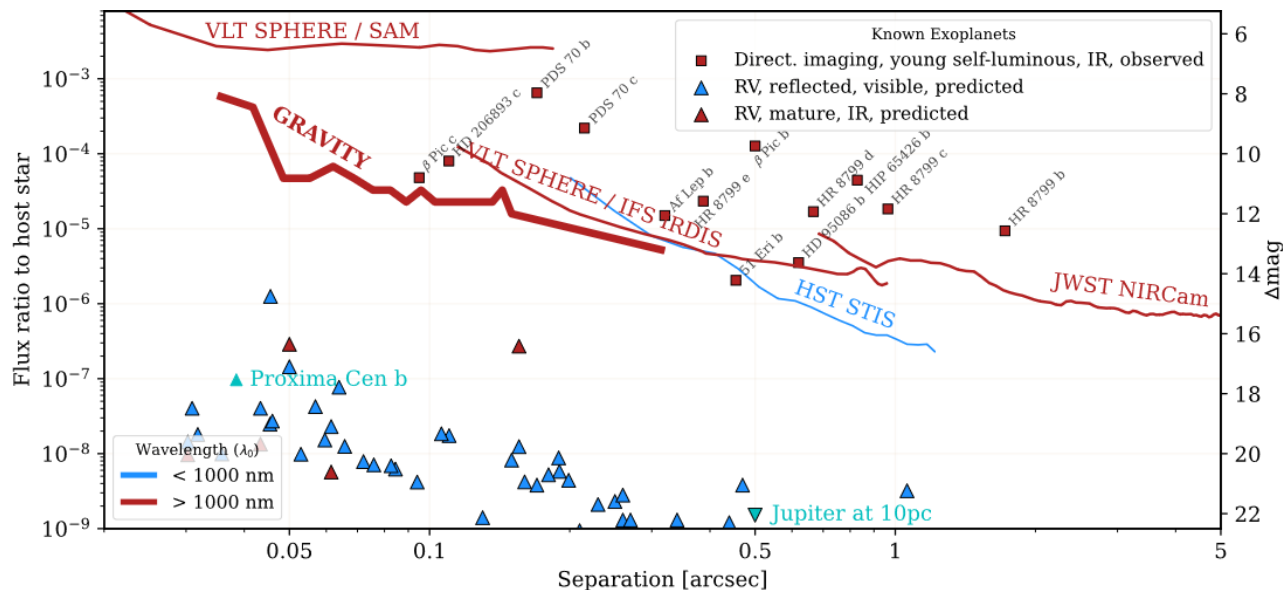 VLT SPHERE / SAM
GRAVITY
VLT SPHERE / IFS IRDIS
HST STIS
JWST NIRCam
Known Exoplanets
Direct. imaging, young self-luminous, IR, observed
RV, reflected, visible, predicted
RV, mature, IR, predicted
PDS 70 b
PDS 70 c
HD 206893 c
β Pic c
β Pic b
Af Lep b
HR 8799 e
51 Eri b
HD 95086 b
HR 8799 d
HIP 65426 b
HR 8799 c
HR 8799 b
Proxima Cen b
Jupiter at 10pc
Wavelength (λ₀)
< 1000 nm
> 1000 nm
Flux ratio to host star
10⁻³
10⁻⁴
10⁻⁵
10⁻⁶
10⁻⁷
10⁻⁸
10⁻⁹
Δmag
6
8
10
12
14
16
18
20
22
0.05
0.1
0.5
1
5
Separation [arcsec]